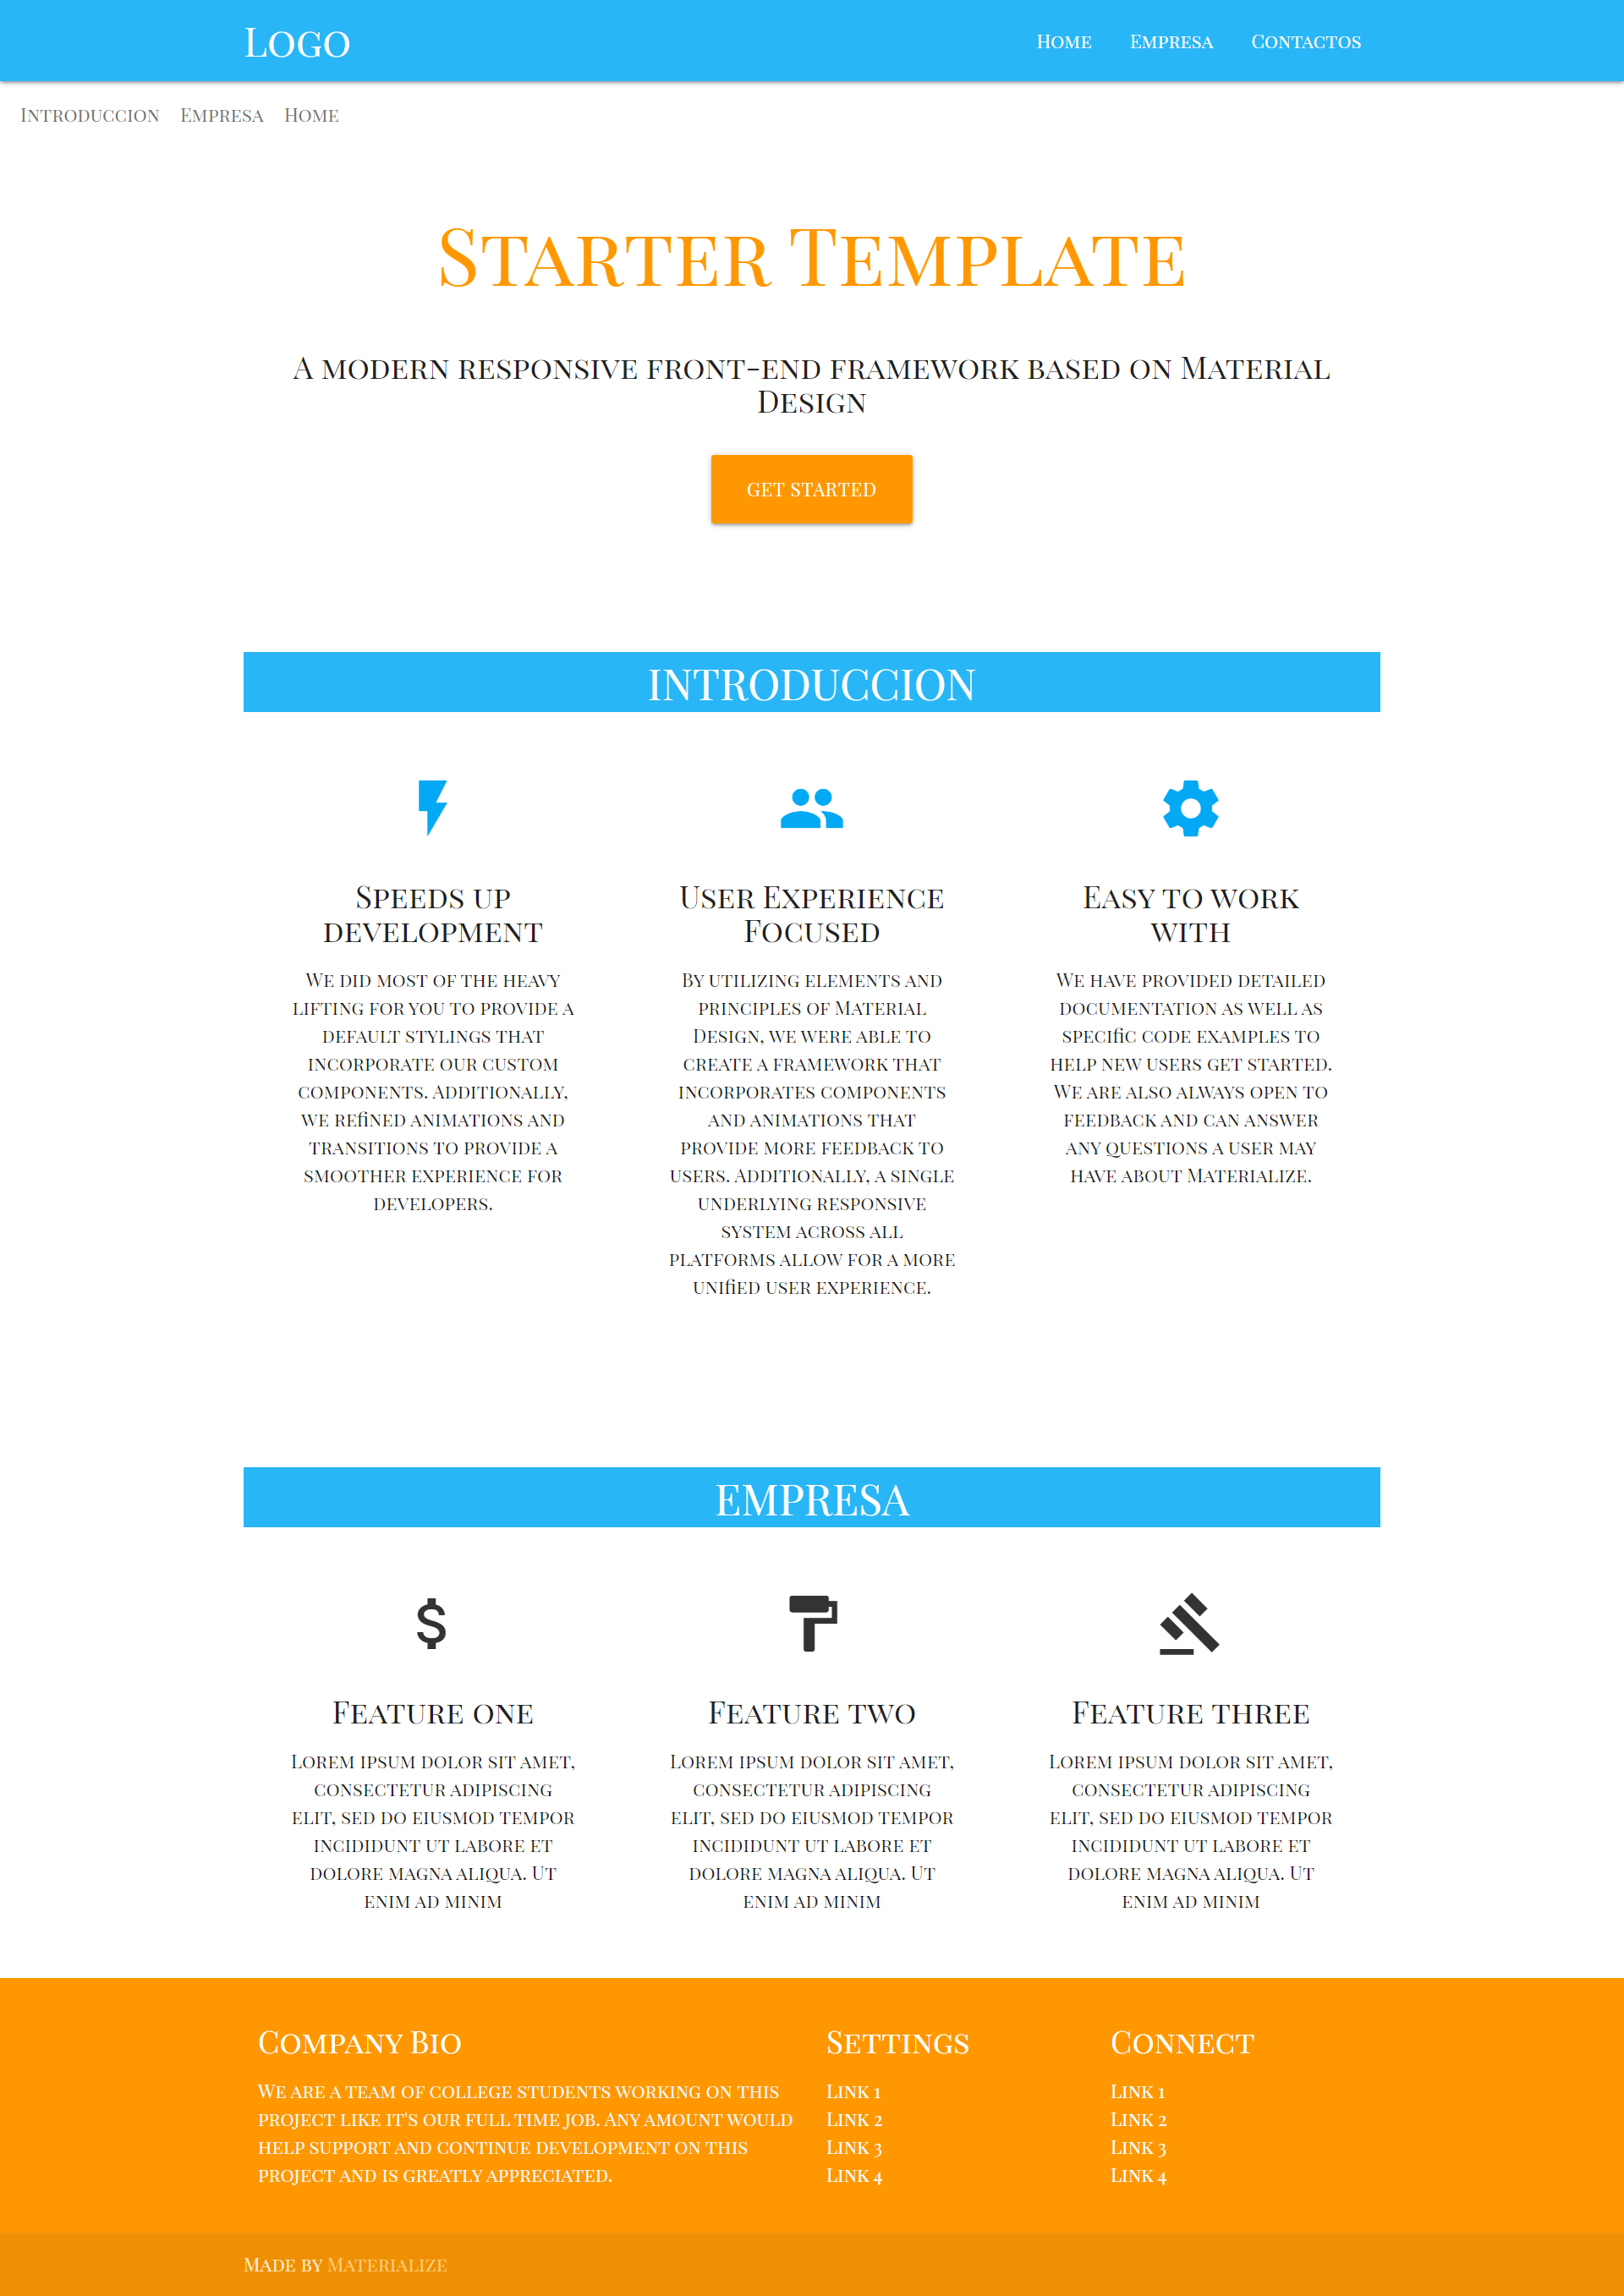 Logo
Home
Empresa
Contactos
Introduccion
Empresa
Home
Starter Template
A modern responsive front-end framework based on Material
Design
GET STARTED
INTRODUCCION
Speeds up
development
We did most of the heavy
lifting for you to provide a
default stylings that
incorporate our custom
components. Additionally,
we refined animations and
transitions to provide a
smoother experience for
developers.
User Experience
Focused
By utilizing elements and
principles of Material
Design, we were able to
create a framework that
incorporates components
and animations that
provide more feedback to
users. Additionally, a single
underlying responsive
system across all
platforms allow for a more
unified user experience.
Easy to work
with
We have provided detailed
documentation as well as
specific code examples to
help new users get started.
We are also always open to
feedback and can answer
any questions a user may
have about Materialize.
EMPRESA
Feature one
Lorem ipsum dolor sit amet,
consectetur adipiscing
elit, sed do eiusmod tempor
incididunt ut labore et
dolore magna aliqua. Ut
enim ad minim
Feature two
Lorem ipsum dolor sit amet,
consectetur adipiscing
elit, sed do eiusmod tempor
incididunt ut labore et
dolore magna aliqua. Ut
enim ad minim
Feature three
Lorem ipsum dolor sit amet,
consectetur adipiscing
elit, sed do eiusmod tempor
incididunt ut labore et
dolore magna aliqua. Ut
enim ad minim
Company Bio
We are a team of college students working on this
project like it's our full time job. Any amount would
help support and continue development on this
project and is greatly appreciated.
Settings
Link 1
Link 2
Link 3
Link 4
Connect
Link 1
Link 2
Link 3
Link 4
Made by Materialize